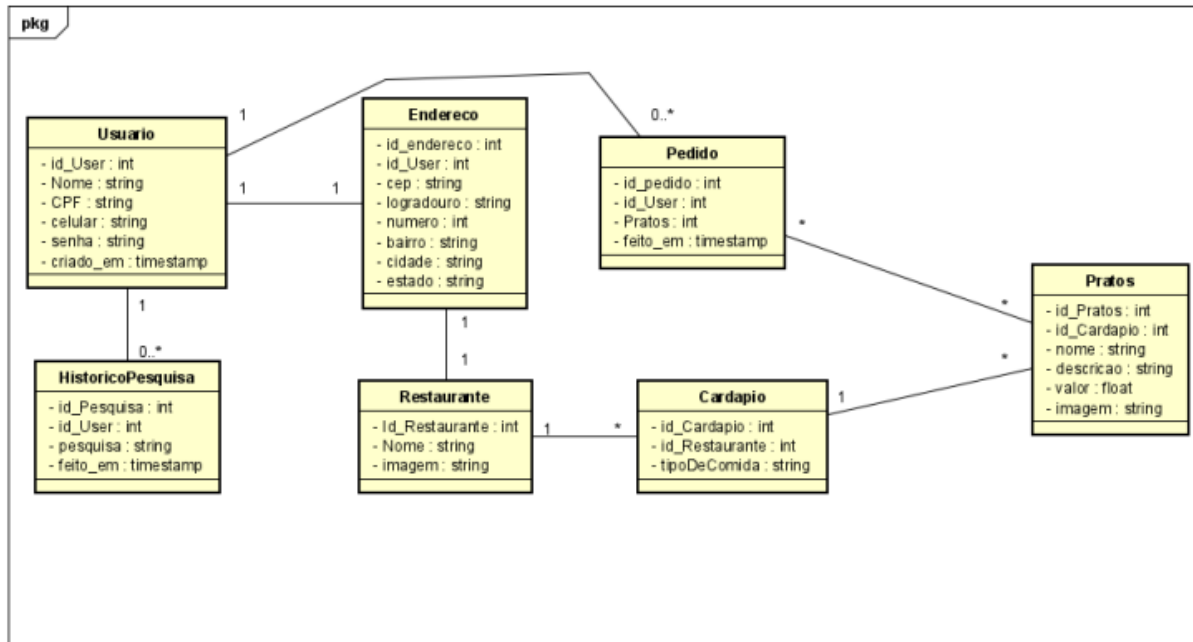 pkg
Usuario
- id_User : int
- Nome : string
- CPF : string
- celular : string
- senha : string
- criado_em : timestamp
1
1
1
Endereco
- id_endereco : int
- id_User : int
- cep : string
- logradouro : string
- numero : int
- bairro : string
- cidade : string
- estado : string
1
1
0..*
Pedido
- id_pedido : int
- id_User : int
- Pratos : int
- feito_em : timestamp
*
*
Pratos
- id_Pratos : int
- id_Cardapio : int
- nome : string
- descricao : string
- valor : float
- imagem : string
*
0..*
HistoricoPesquisa
- id_Pesquisa : int
- id_User : int
- pesquisa : string
- feito_em : timestamp
1
Restaurante
- Id_Restaurante : int
- Nome : string
- imagem : string
1
*
Cardapio
- id_Cardapio : int
- id_Restaurante : int
- tipoDeComida : string
1